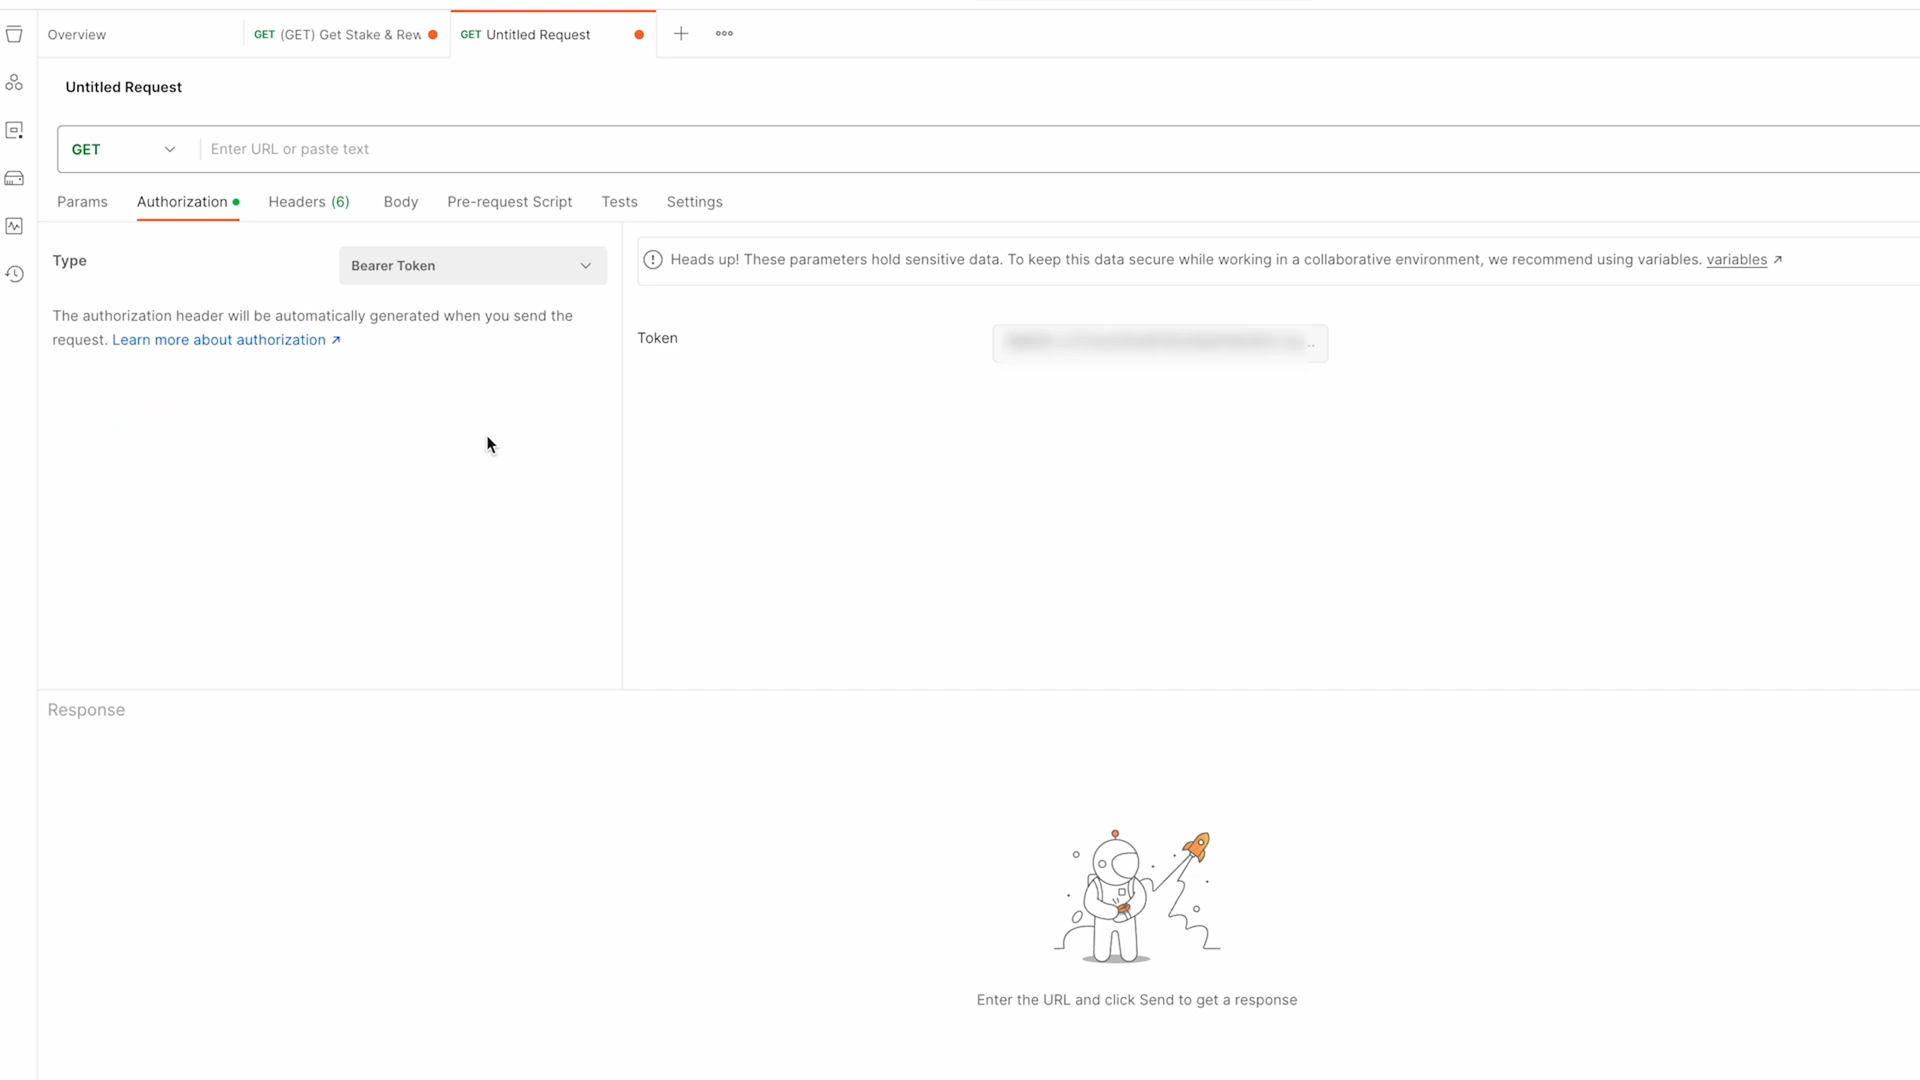 Overview
GET (GET) Get Stake & Rew
GET Untitled Request
Untitled Request
GET
Enter URL or paste text
Params
Authorization
Headers (6)
Body
Pre-request Script
Tests
Settings
Type
Bearer Token
The authorization header will be automatically generated when you send the
request. Learn more about authorization ↗
Heads up! These parameters hold sensitive data. To keep this data secure while working in a collaborative environment, we recommend using variables. variables ↗
Token
Response
Enter the URL and click Send to get a response